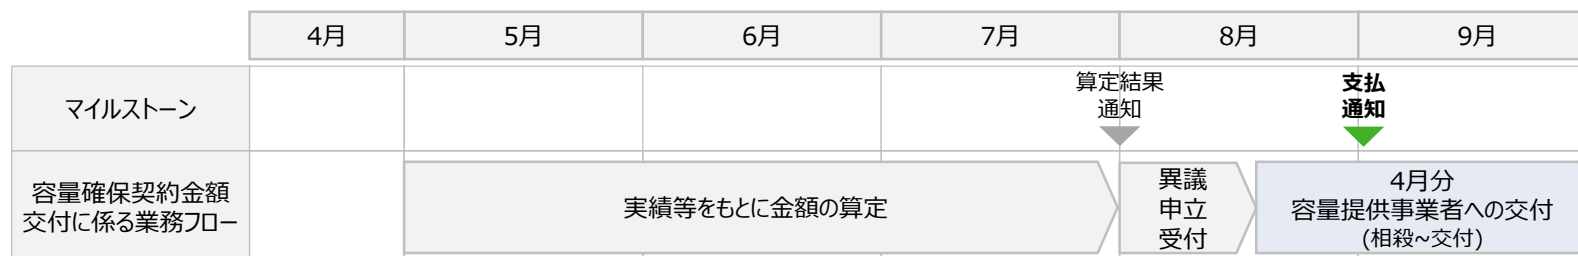 4月 5月 6月 7月 8月 9月
マイルストーン
算定結果
通知
支払
通知
容量確保契約金額
交付に係る業務フロー
実績等をもとに金額の算定
異議
申立
受付
4月分
容量提供事業者への交付
(相殺~交付)